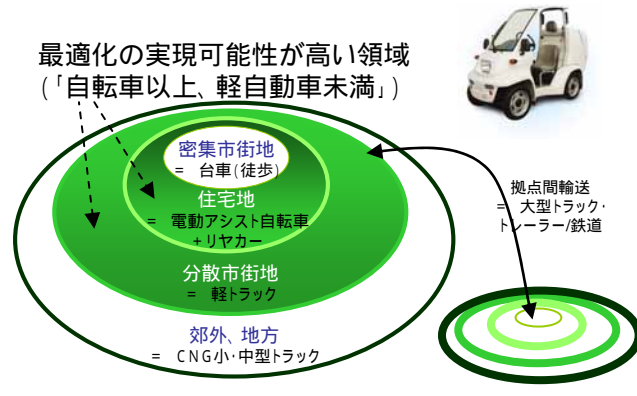 最適化の実現可能性が高い領域
(「自転車以上、軽自動車未満」)
密集市街地
= 台車(徒歩)
住宅地
= 電動アシスト自転車
+リヤカー
分散市街地
= 軽トラック
郊外、地方
= CNG小・中型トラック
拠点間輸送
= 大型トラック・
トレーラー/鉄道